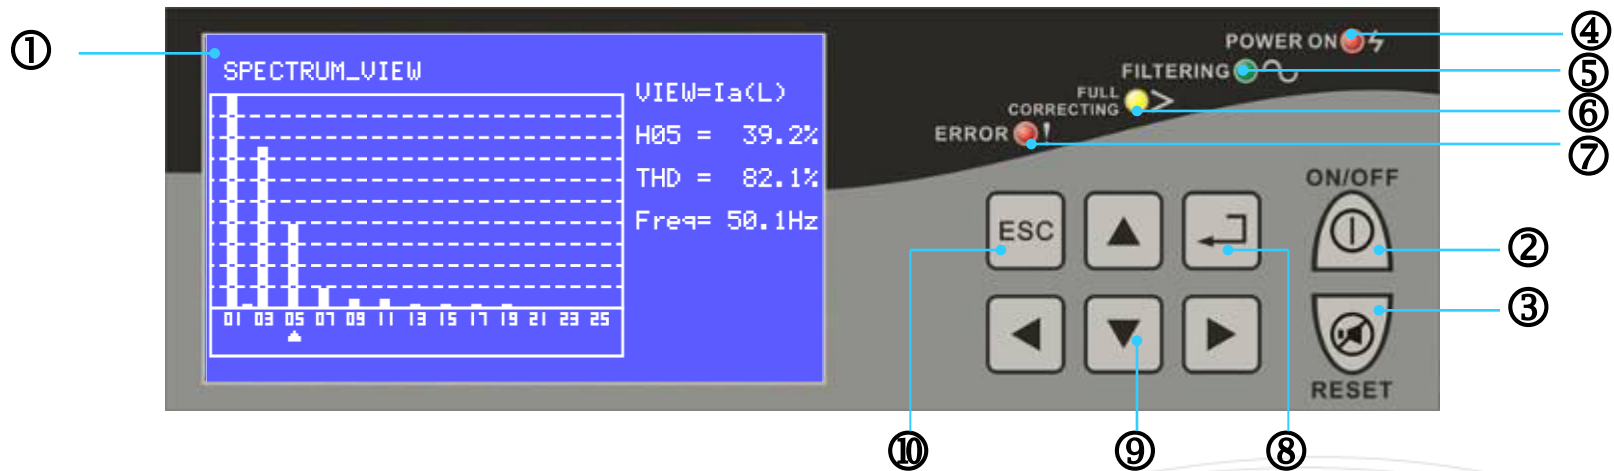 ①
SPECTRUM_VIEW
VIEW=Ia(L)
H05 = 39.2%
THD = 82.1%
Freq= 50.1Hz
01 03 05 07 09 11 13 15 17 19 21 23 25
POWER ON
④
FILTERING
⑤
FULL
CORRECTING
⑥
ERROR
!
⑦
ON/OFF
ESC
②
③
RESET
⑩
⑨
⑧